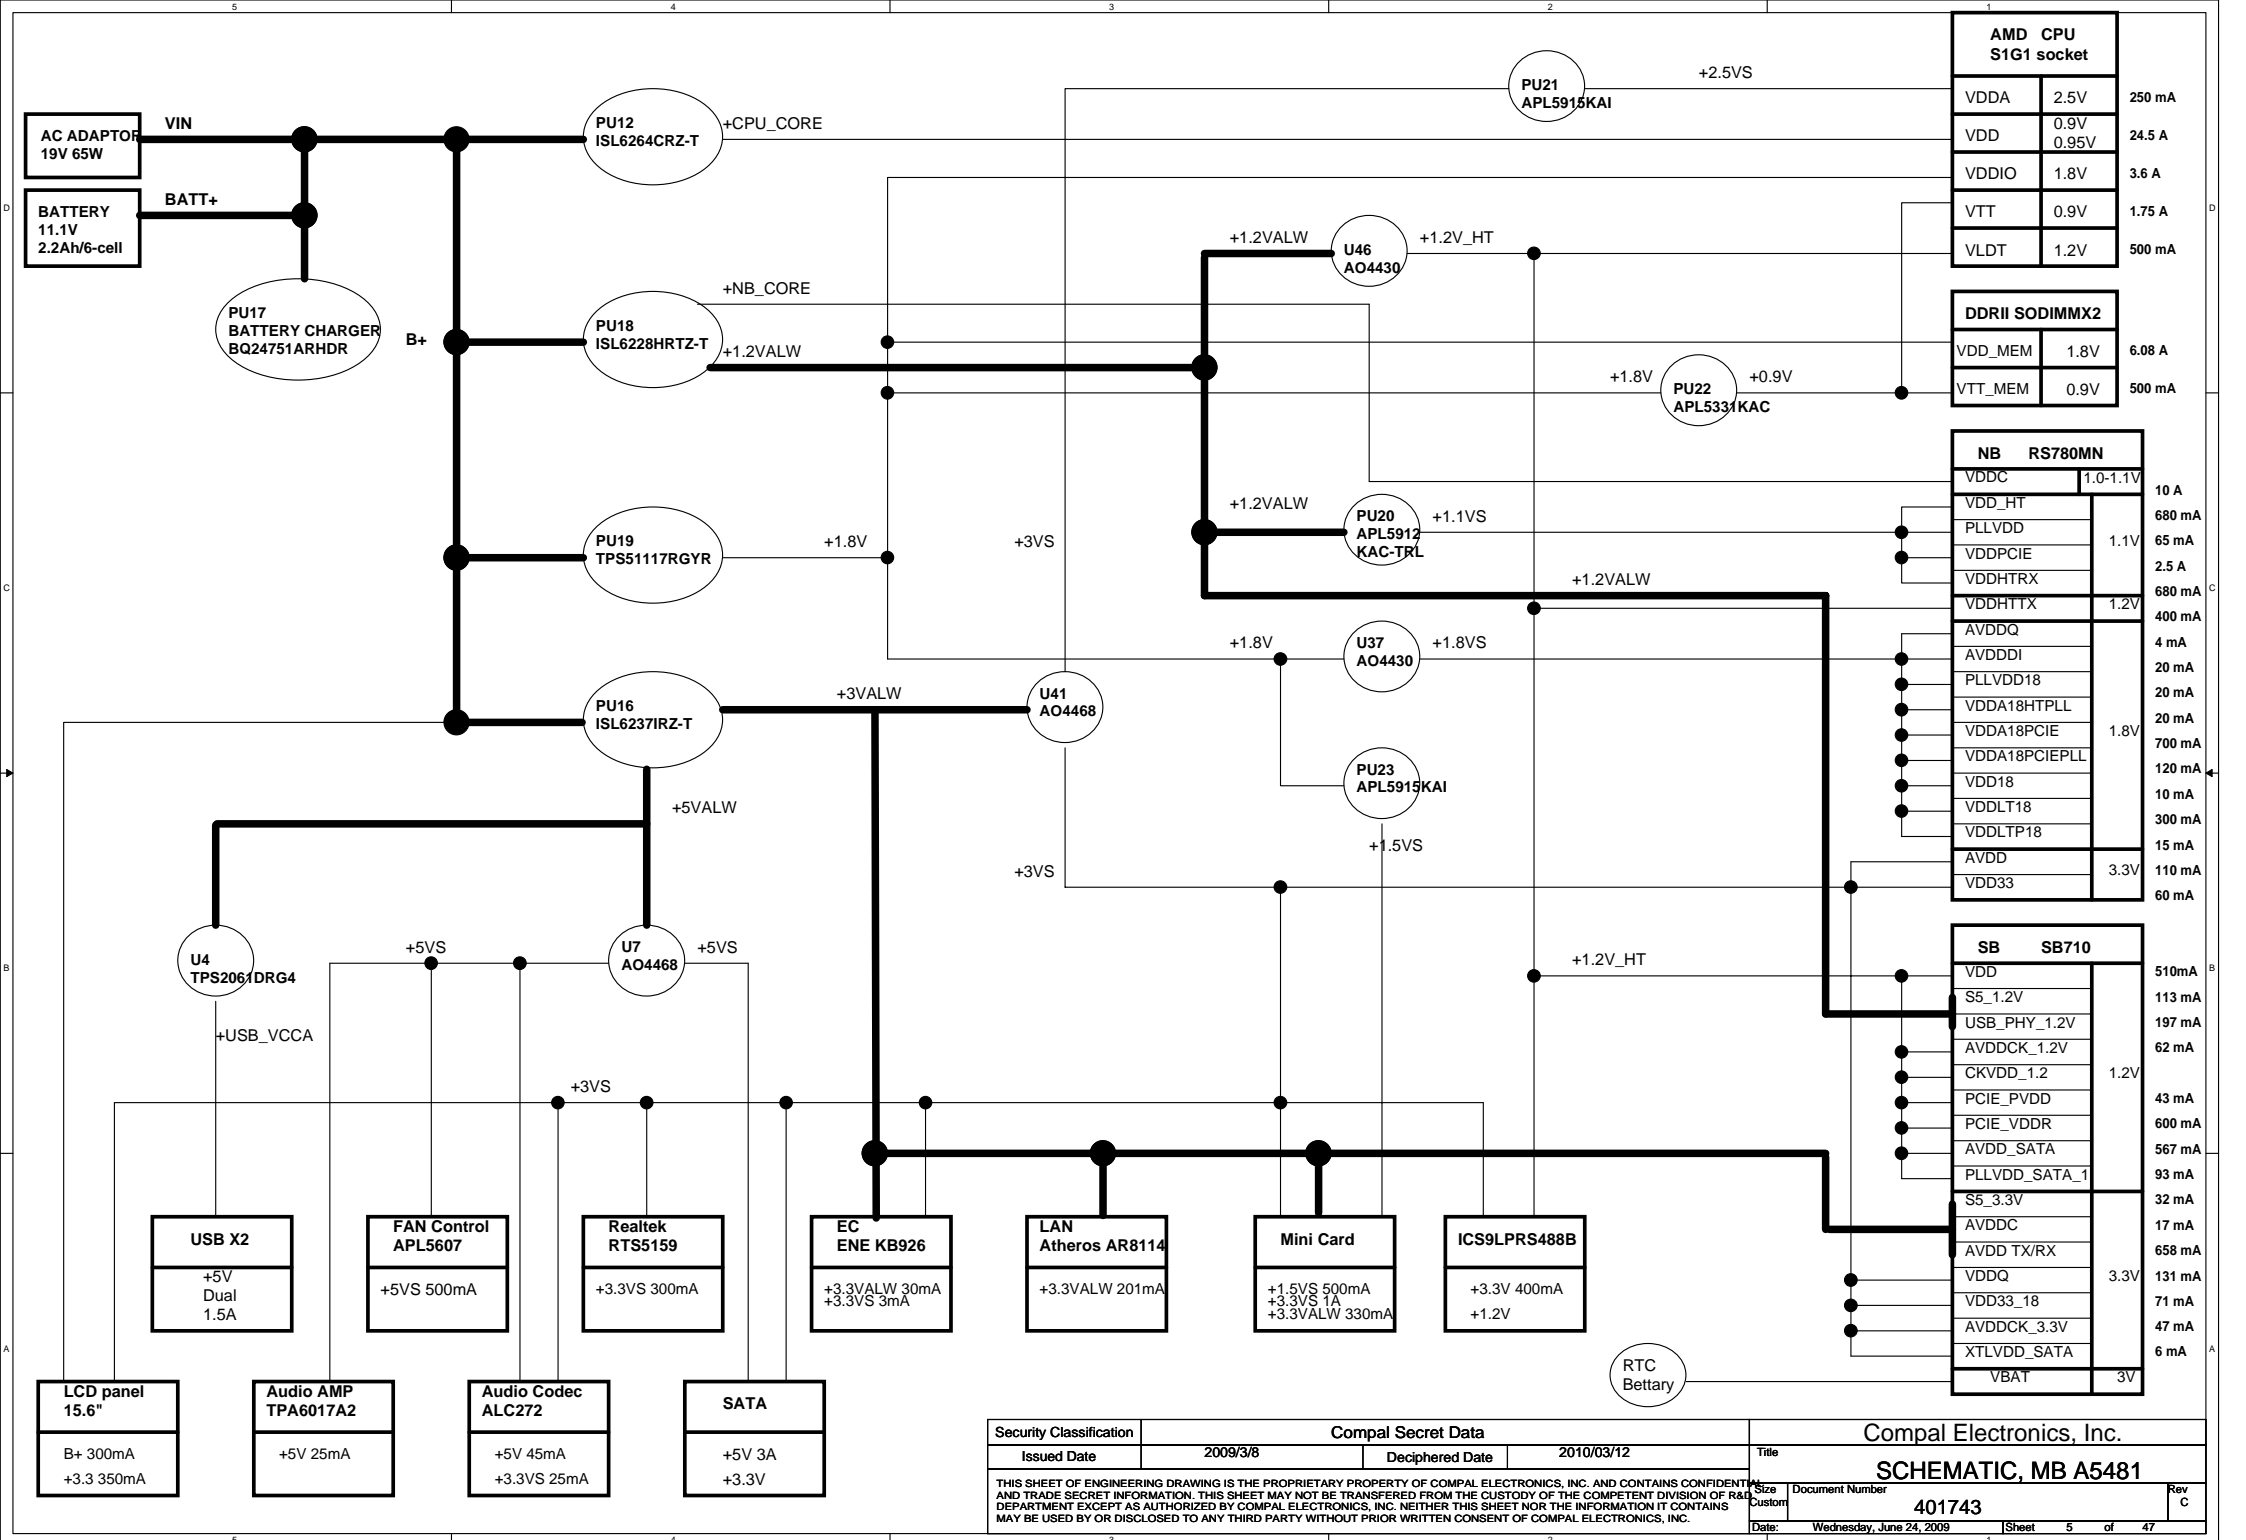 5 4 3 2 1
AC ADAPTOR
19V 65W
VIN
BATTERY
11.1V
2.2Ah/6-cell
BATT+
PU17
BATTERY CHARGER
BQ24751ARHDR
B+
PU12
ISL6264CRZ-T
+CPU_CORE
PU18
ISL6228HRTZ-T
+NB_CORE
+1.2VALW
PU19
TPS51117RGYR
+1.8V
PU16
ISL6237IRZ-T
+3VALW
+5VALW
U41
AO4468
+3VS
+3VS
PU21
APL5915KAI
+2.5VS
+1.2VALW
U46
AO4430
+1.2V_HT
+1.8V
PU22
APL5331KAC
+0.9V
+1.2VALW
PU20
APL5912
KAC-TRL
+1.1VS
+1.2VALW
+1.8V
U37
AO4430
+1.8VS
PU23
APL5915KAI
+1.5VS
+1.2V_HT
U4
TPS2061DRG4
+USB_VCCA
+5VS
U7
AO4468
+5VS
+3VS
AMD CPU
S1G1 socket
VDDA 2.5V 250 mA
VDD 0.9V 0.95V 24.5 A
VDDIO 1.8V 3.6 A
VTT 0.9V 1.75 A
VLDT 1.2V 500 mA
DDRII SODIMMX2
VDD_MEM 1.8V 6.08 A
VTT_MEM 0.9V 500 mA
NB RS780MN
VDDC 1.0-1.1V 10 A
VDD_HT 680 mA
PLLVDD 65 mA
1.1V
VDDPCIE 2.5 A
VDDHTRX 680 mA
VDDHTTX 1.2V 400 mA
AVDDQ 4 mA
AVDDDI 20 mA
PLLVDD18 20 mA
VDDA18HTPLL 20 mA
VDDA18PCIE 1.8V 700 mA
VDDA18PCIEPLL 120 mA
VDD18 10 mA
VDDLT18 300 mA
VDDLTP18 15 mA
AVDD 3.3V 110 mA
VDD33 60 mA
SB SB710
VDD 510mA
S5_1.2V 113 mA
USB_PHY_1.2V 197 mA
AVDDCK_1.2V 62 mA
CKVDD_1.2 1.2V
PCIE_PVDD 43 mA
PCIE_VDDR 600 mA
AVDD_SATA 567 mA
PLLVDD_SATA_1 93 mA
S5_3.3V 32 mA
AVDDC 17 mA
AVDD TX/RX 658 mA
VDDQ 3.3V 131 mA
VDD33_18 71 mA
AVDDCK_3.3V 47 mA
XTLVDD_SATA 6 mA
VBAT 3V
RTC
Bettary
USB X2
+5V
Dual
1.5A
FAN Control
APL5607
+5VS 500mA
Realtek
RTS5159
+3.3VS 300mA
EC
ENE KB926
+3.3VALW 30mA
+3.3VS 3mA
LAN
Atheros AR8114
+3.3VALW 201mA
Mini Card
+1.5VS 500mA
+3.3VS 1A
+3.3VALW 330mA
ICS9LPRS488B
+3.3V 400mA
+1.2V
LCD panel
15.6"
B+ 300mA
+3.3 350mA
Audio AMP
TPA6017A2
+5V 25mA
Audio Codec
ALC272
+5V 45mA
+3.3VS 25mA
SATA
+5V 3A
+3.3V
D D
C C
B B
A A
Security Classification
Compal Secret Data
Issued Date 2009/3/8 Deciphered Date 2010/03/12
THIS SHEET OF ENGINEERING DRAWING IS THE PROPRIETARY PROPERTY OF COMPAL ELECTRONICS, INC. AND CONTAINS CONFIDENTIAL
AND TRADE SECRET INFORMATION. THIS SHEET MAY NOT BE TRANSFERED FROM THE CUSTODY OF THE COMPETENT DIVISION OF R&D
DEPARTMENT EXCEPT AS AUTHORIZED BY COMPAL ELECTRONICS, INC. NEITHER THIS SHEET NOR THE INFORMATION IT CONTAINS
MAY BE USED BY OR DISCLOSED TO ANY THIRD PARTY WITHOUT PRIOR WRITTEN CONSENT OF COMPAL ELECTRONICS, INC.
Compal Electronics, Inc.
Title
SCHEMATIC, MB A5481
Size
Custom
Document Number
401743
Rev
C
Date: Wednesday, June 24, 2009 Sheet 5 of 47
5 4 3 2 1